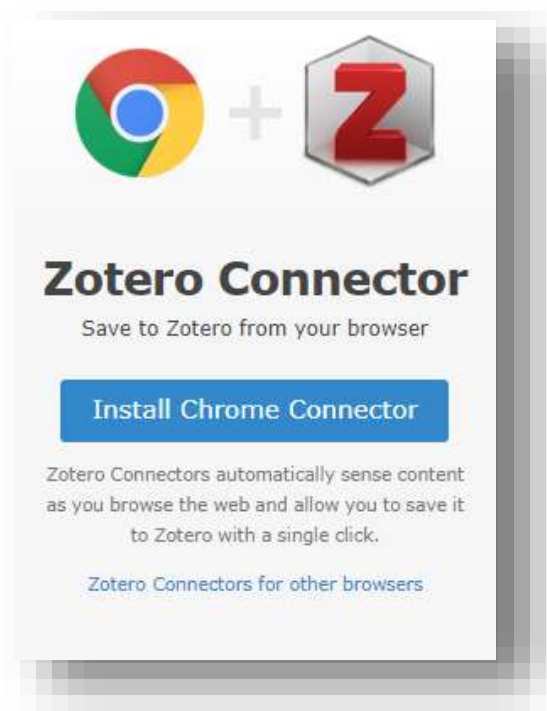 Z
Zotero Connector
Save to Zotero from your browser
Install Chrome Connector
Zotero Connectors automatically sense content
as you browse the web and allow you to save it
to Zotero with a single click.
Zotero Connectors for other browsers